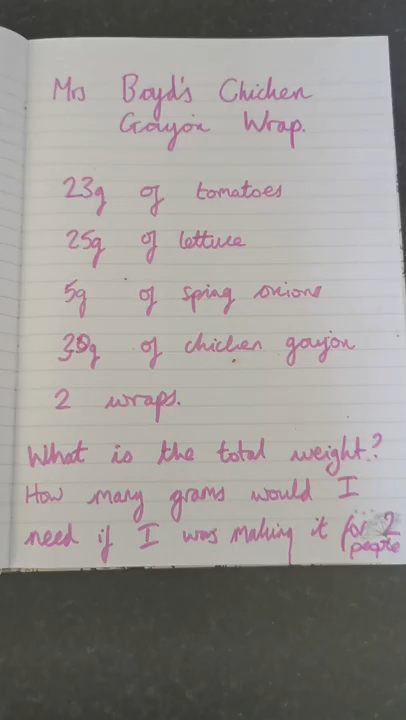 Mrs Boyd's Chicken
Goujon Wrap.
23g of tomatoes
25g of lettuce
5g of sping onions
of chicken goujon
2 wraps.
What is the total weight?
How many grams would I
need if I was making it for 2
people